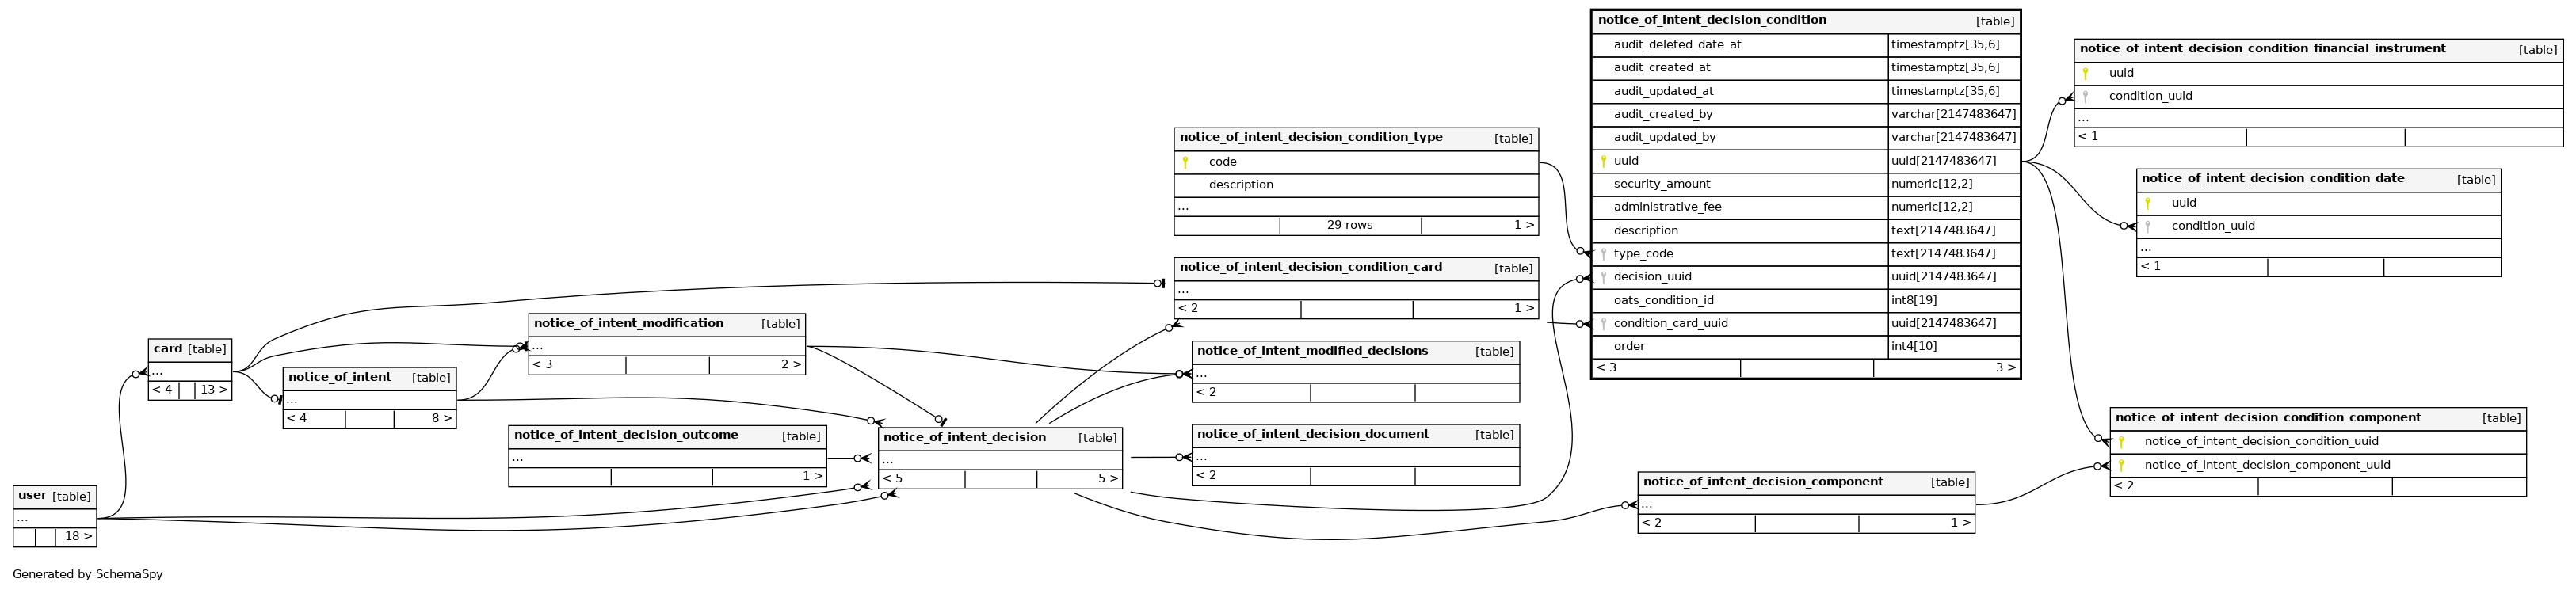 notice_of_intent_decision_condition [table]
audit_deleted_date_at timestamptz[35,6]
audit_created_at timestamptz[35,6]
audit_updated_at timestamptz[35,6]
audit_created_by varchar[2147483647]
audit_updated_by varchar[2147483647]
uuid uuid[2147483647]
security_amount numeric[12,2]
administrative_fee numeric[12,2]
description text[2147483647]
type_code text[2147483647]
decision_uuid uuid[2147483647]
oats_condition_id int8[19]
condition_card_uuid uuid[2147483647]
order int4[10]
< 3 3 >
notice_of_intent_decision_condition_financial_instrument [table]
uuid
condition_uuid
...
< 1
notice_of_intent_decision_condition_date [table]
uuid
condition_uuid
...
< 1
notice_of_intent_decision_condition_type [table]
code
description
...
29 rows 1 >
notice_of_intent_decision_condition_card [table]
...
< 2 1 >
notice_of_intent_modification [table]
...
< 3 2 >
card [table]
...
< 4 13 >
notice_of_intent [table]
...
< 4 8 >
notice_of_intent_modified_decisions [table]
...
< 2
notice_of_intent_decision_outcome [table]
...
1 >
notice_of_intent_decision [table]
...
< 5 5 >
notice_of_intent_decision_document [table]
...
< 2
notice_of_intent_decision_condition_component [table]
notice_of_intent_decision_condition_uuid
notice_of_intent_decision_component_uuid
< 2
notice_of_intent_decision_component [table]
...
< 2 1 >
user [table]
...
18 >
Generated by SchemaSpy